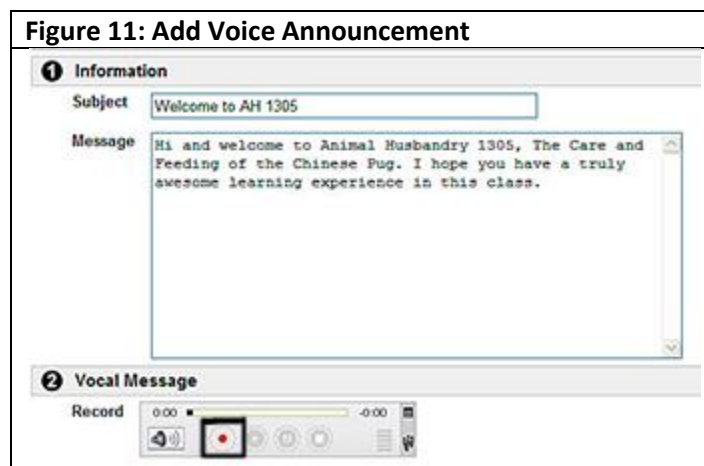 Figure 11: Add Voice Announcement
1 Information
Subject Welcome to AH 1305
Message Hi and welcome to Animal Husbandry 1305, The Care and
Feeding of the Chinese Pug. I hope you have a truly
awesome learning experience in this class.
2 Vocal Message
Record 0:00 -0:00